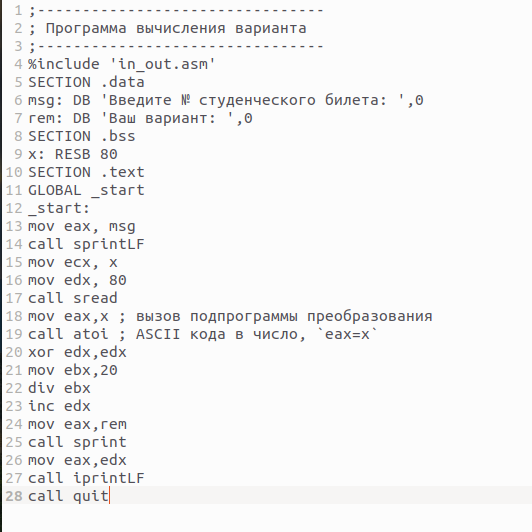 1 ;--------------------------------
2 ; Программа вычисления варианта
3 ;--------------------------------
4 %include 'in_out.asm'
5 SECTION .data
6 msg: DB 'Введите № студенческого билета: ',0
7 rem: DB 'Ваш вариант: ',0
8 SECTION .bss
9 x: RESB 80
10 SECTION .text
11 GLOBAL _start
12 _start:
13 mov eax, msg
14 call sprintLF
15 mov ecx, x
16 mov edx, 80
17 call sread
18 mov eax,x ; вызов подпрограммы преобразования
19 call atoi ; ASCII кода в число, `eax=x`
20 xor edx,edx
21 mov ebx,20
22 div ebx
23 inc edx
24 mov eax,rem
25 call sprint
26 mov eax,edx
27 call iprintLF
28 call quit